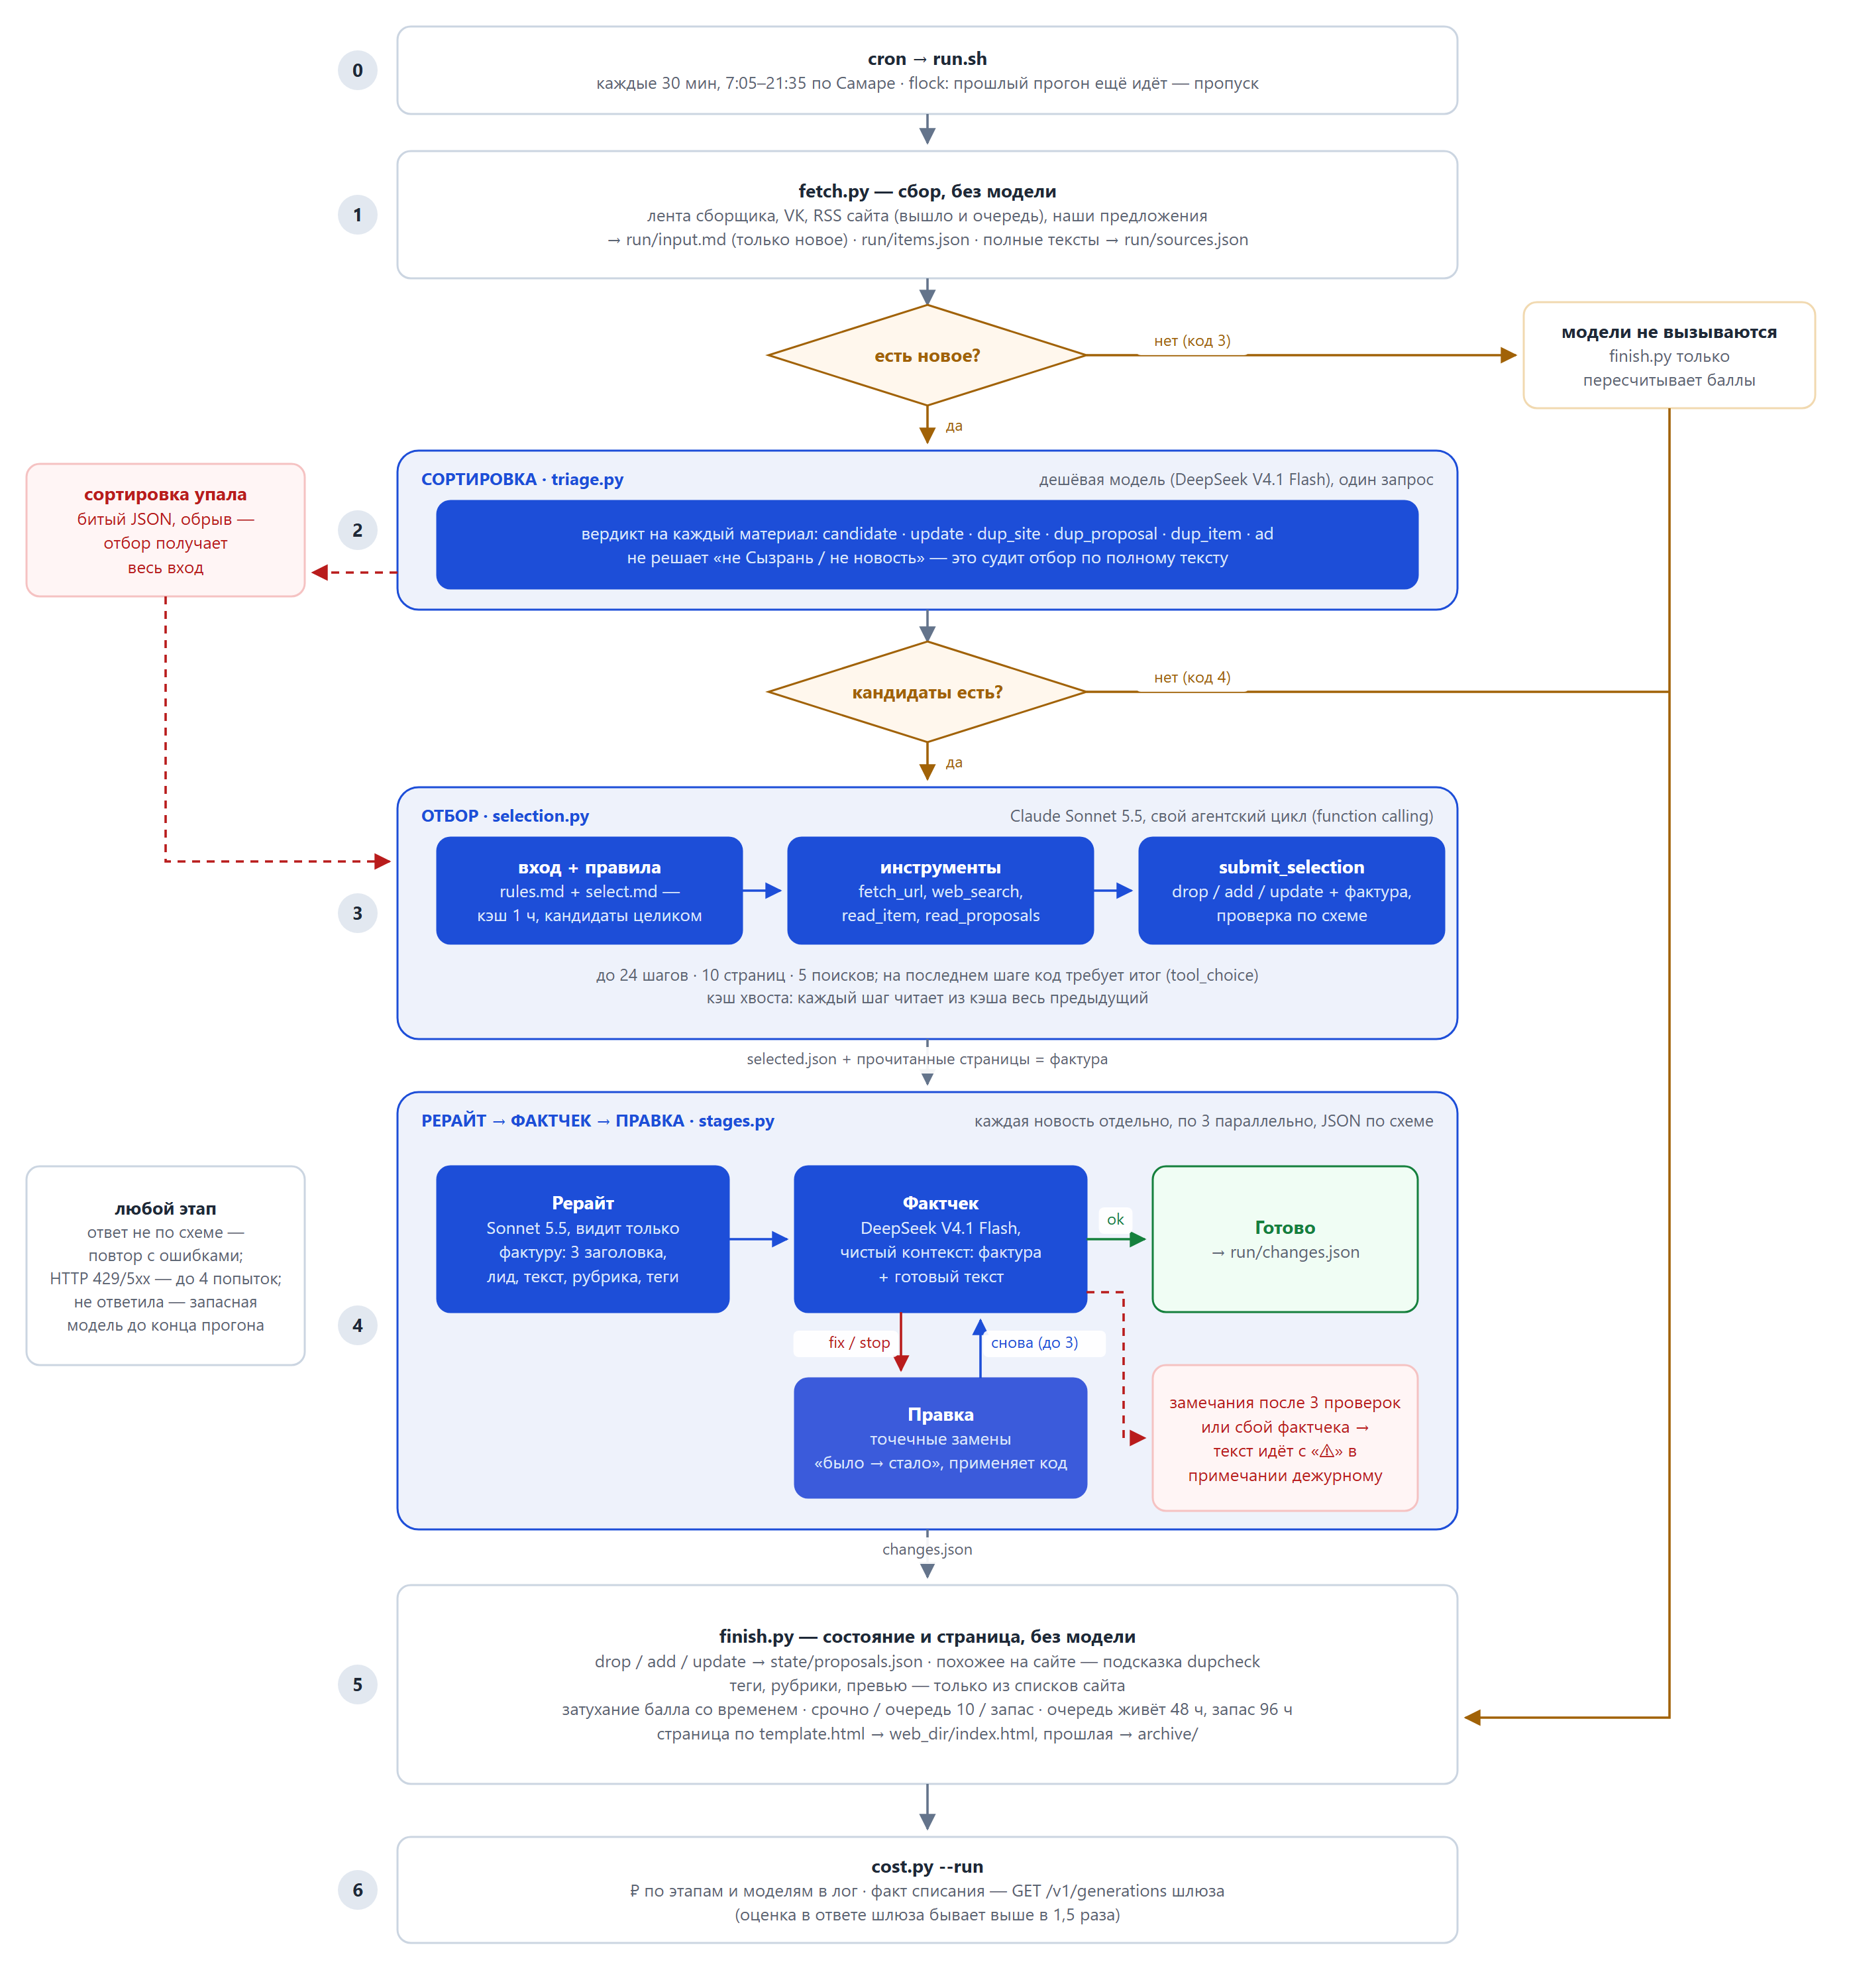 0
cron → run.sh
каждые 30 мин, 7:05–21:35 по Самаре · flock: прошлый прогон ещё идёт — пропуск
1
fetch.py — сбор, без модели
лента сборщика, VK, RSS сайта (вышло и очередь), наши предложения
→ run/input.md (только новое) · run/items.json · полные тексты → run/sources.json
есть новое?
нет (код 3)
модели не вызываются
finish.py только
пересчитывает баллы
да
сортировка упала
битый JSON, обрыв —
отбор получает
весь вход
2
СОРТИРОВКА · triage.py
дешёвая модель (DeepSeek V4.1 Flash), один запрос
вердикт на каждый материал: candidate · update · dup_site · dup_proposal · dup_item · ad
не решает «не Сызрань / не новость» — это судит отбор по полному тексту
кандидаты есть?
нет (код 4)
да
3
ОТБОР · selection.py
Claude Sonnet 5.5, свой агентский цикл (function calling)
вход + правила
rules.md + select.md —
кэш 1 ч, кандидаты целиком
инструменты
fetch_url, web_search,
read_item, read_proposals
submit_selection
drop / add / update + фактура,
проверка по схеме
до 24 шагов · 10 страниц · 5 поисков; на последнем шаге код требует итог (tool_choice)
кэш хвоста: каждый шаг читает из кэша весь предыдущий
selected.json + прочитанные страницы = фактура
любой этап
ответ не по схеме —
повтор с ошибками;
HTTP 429/5xx — до 4 попыток;
не ответила — запасная
модель до конца прогона
4
РЕРАЙТ → ФАКТЧЕК → ПРАВКА · stages.py
каждая новость отдельно, по 3 параллельно, JSON по схеме
Рерайт
Sonnet 5.5, видит только
фактуру: 3 заголовка,
лид, текст, рубрика, теги
Фактчек
DeepSeek V4.1 Flash,
чистый контекст: фактура
+ готовый текст
ok
Готово
→ run/changes.json
fix / stop
снова (до 3)
Правка
точечные замены
«было → стало», применяет код
замечания после 3 проверок
или сбой фактчека →
текст идёт с «⚠» в
примечании дежурному
changes.json
5
finish.py — состояние и страница, без модели
drop / add / update → state/proposals.json · похожее на сайте — подсказка dupcheck
теги, рубрики, превью — только из списков сайта
затухание балла со временем · срочно / очередь 10 / запас · очередь живёт 48 ч, запас 96 ч
страница по template.html → web_dir/index.html, прошлая → archive/
6
cost.py --run
₽ по этапам и моделям в лог · факт списания — GET /v1/generations шлюза
(оценка в ответе шлюза бывает выше в 1,5 раза)